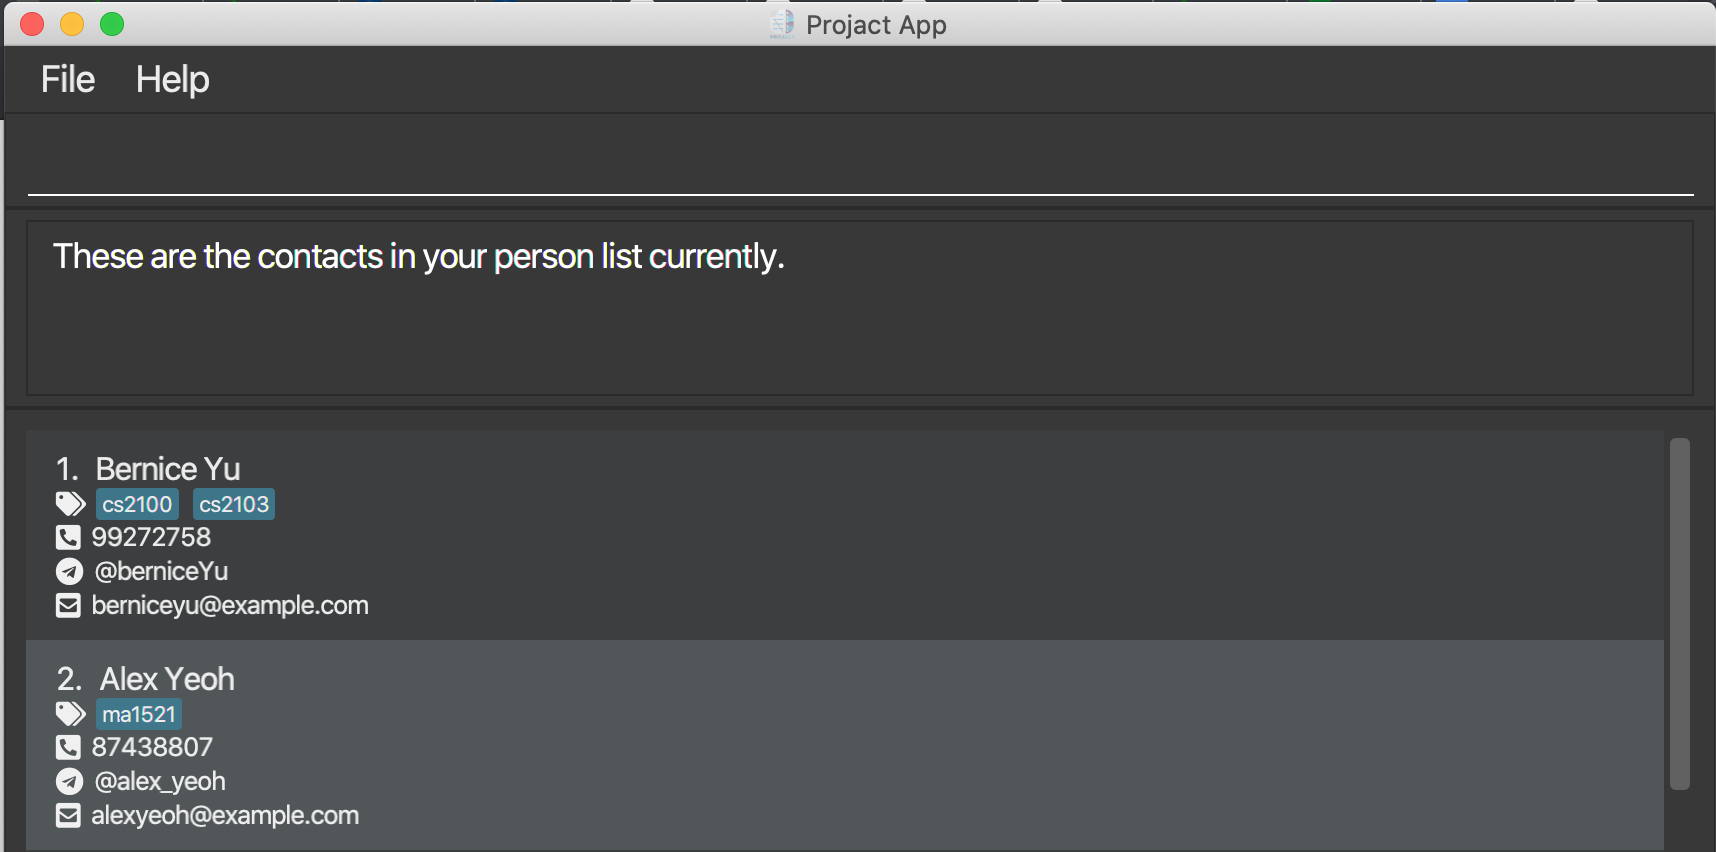 Projact App
File Help
These are the contacts in your person list currently.
1. Bernice Yu
cs2100 cs2103
99272758
@berniceYu
berniceyu@example.com
2. Alex Yeoh
ma1521
87438807
@alex_yeoh
alexyeoh@example.com